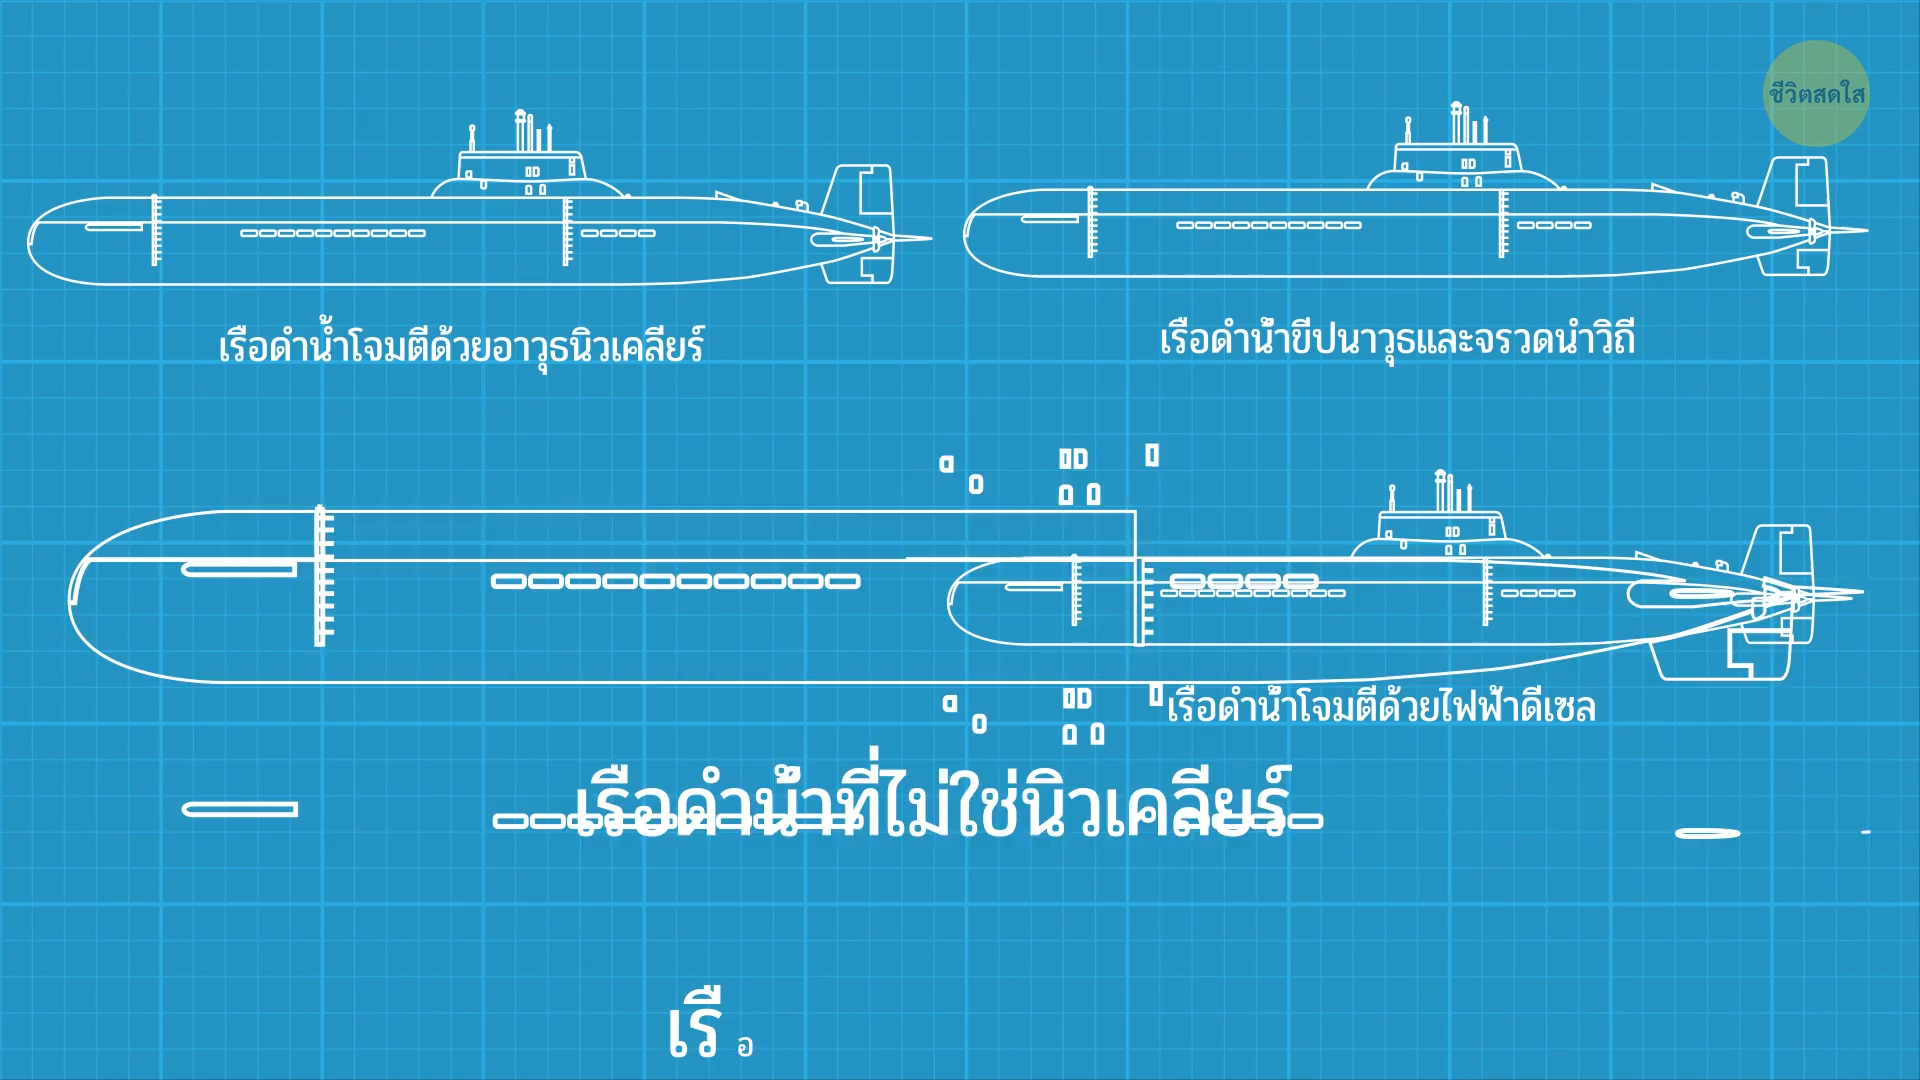 ชีวิตสดใส
เรือดำน้ำโจมตีด้วยอาวุธนิวเคลียร์
เรือดำน้ำขีปนาวุธและจรวดนำวิถี
เรือดำน้ำโจมตีด้วยไฟฟ้าดีเซล
เรือดำน้ำที่ไม่ใช่นิวเคลียร์
เรือ